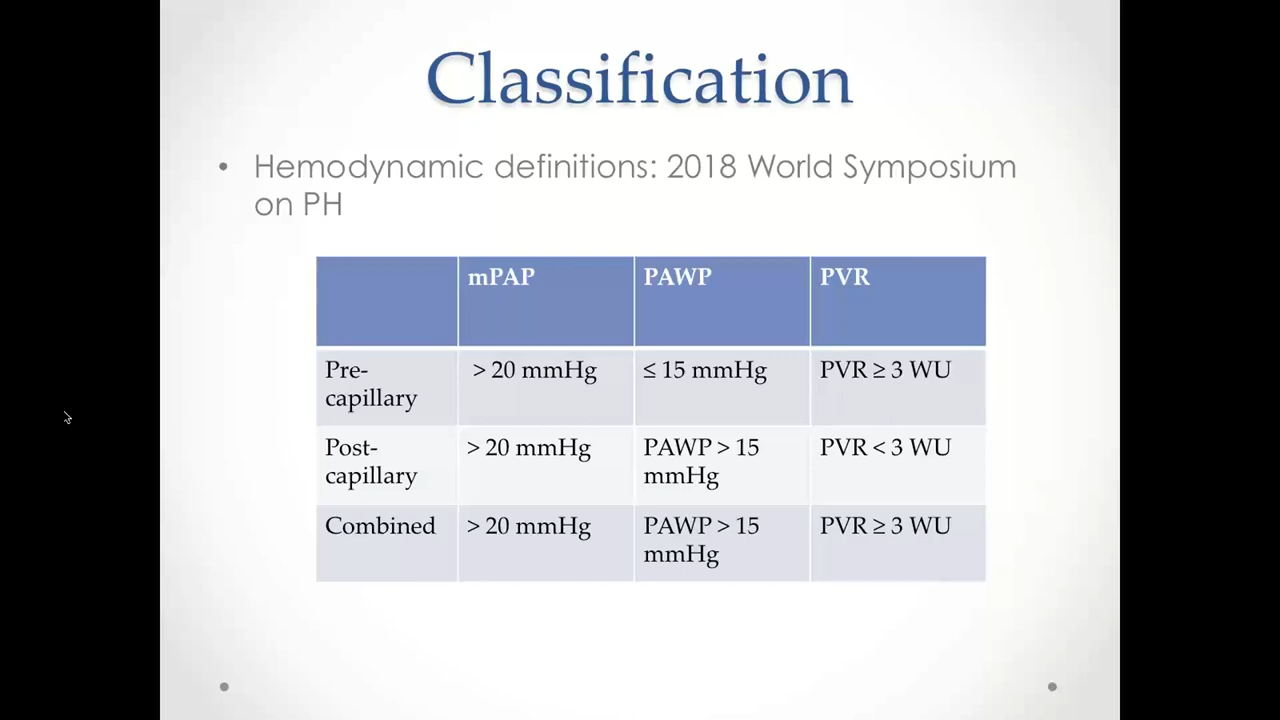 Classification
• Hemodynamic definitions: 2018 World Symposium
on PH
mPAP PAWP PVR
Pre-
capillary
> 20 mmHg
≤ 15 mmHg
PVR ≥ 3 WU
Post-
capillary
> 20 mmHg
PAWP > 15
mmHg
PVR < 3 WU
Combined
> 20 mmHg
PAWP > 15
mmHg
PVR ≥ 3 WU